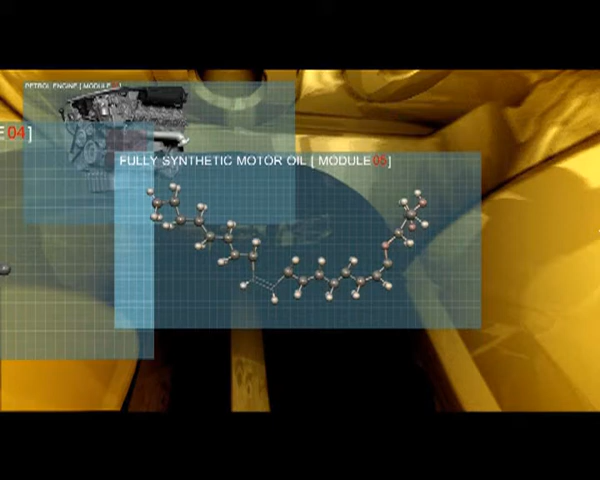 PETROL ENGINE [ MODULE
E 04 ]
FULLY SYNTHETIC MOTOR OIL [ MODULE 05 ]